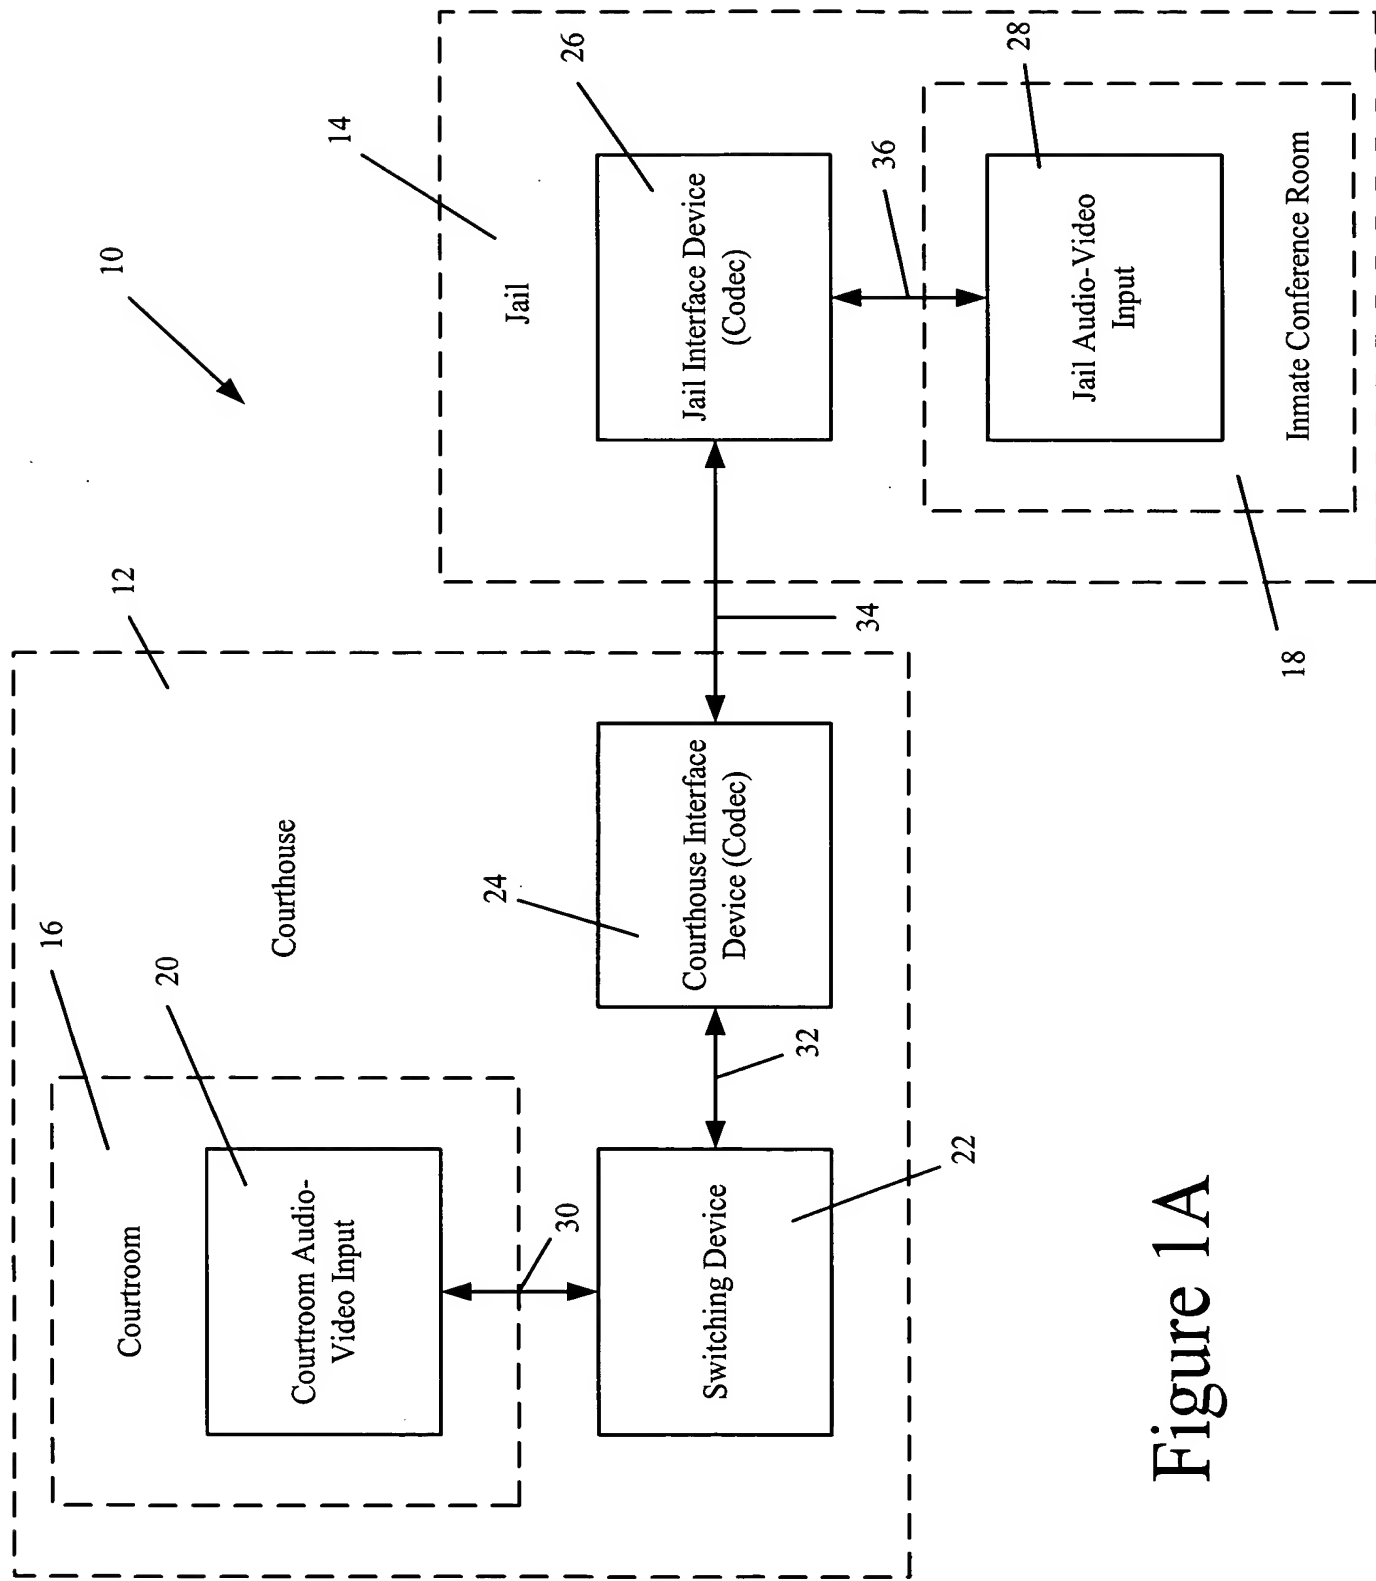 10
12
Courthouse
16
Courtroom
20
Courtroom Audio-
Video Input
30
Switching Device
22
32
24
Courthouse Interface
Device (Codec)
34
14
Jail
26
Jail Interface Device
(Codec)
36
28
Jail Audio-Video
Input
Inmate Conference Room
18
Figure 1A